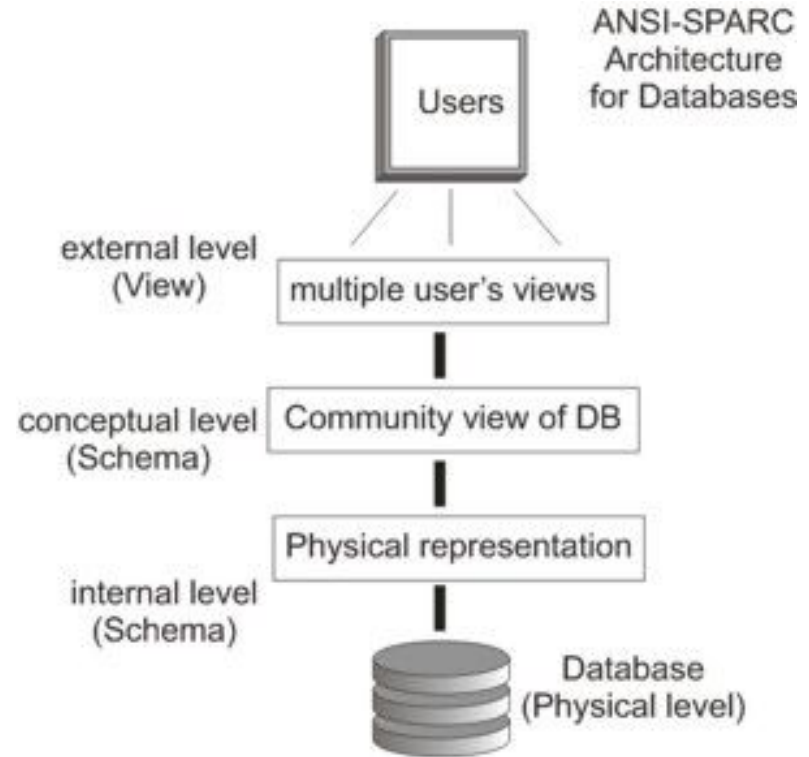 ANSI-SPARC
Architecture
for Databases
Users
external level
(View)
multiple user's views
conceptual level
(Schema)
Community view of DB
Physical representation
internal level
(Schema)
Database
(Physical level)